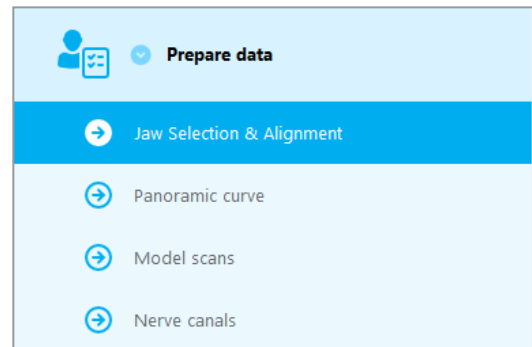 Prepare data
Jaw Selection & Alignment
Panoramic curve
Model scans
Nerve canals